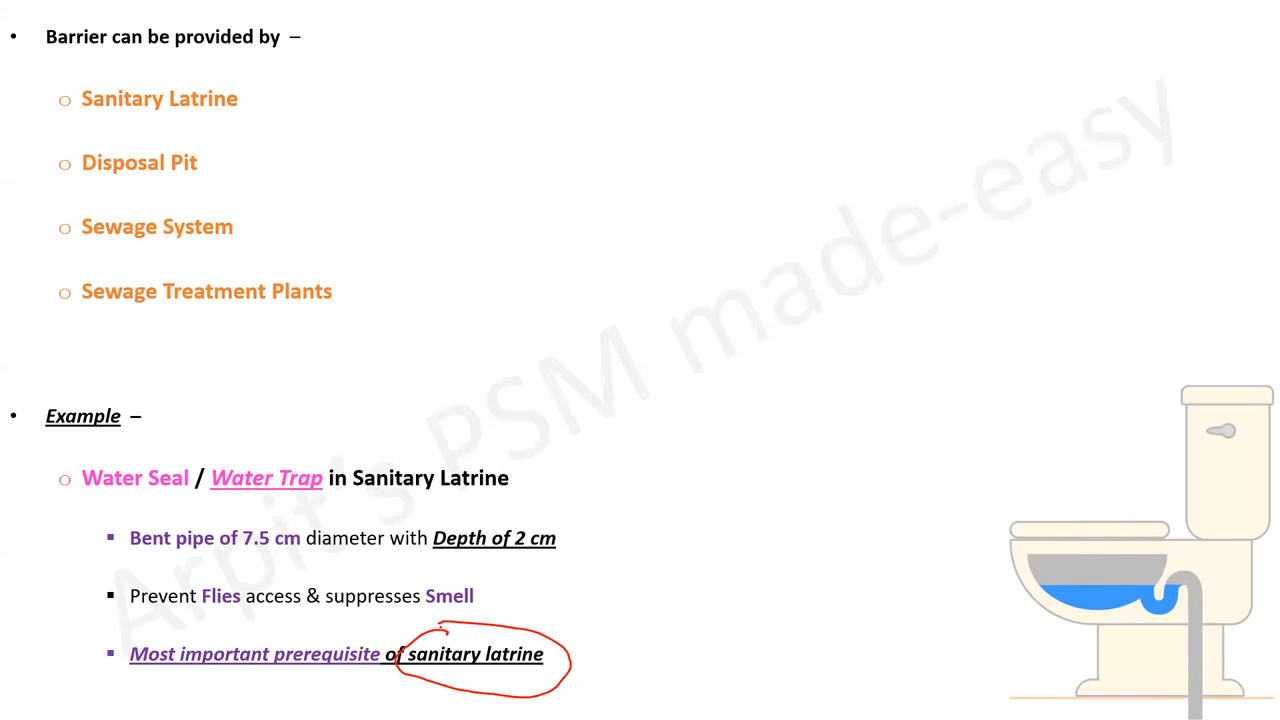 • Barrier can be provided by –
o Sanitary Latrine
o Disposal Pit
o Sewage System
o Sewage Treatment Plants
• Example –
o Water Seal / Water Trap in Sanitary Latrine
▪ Bent pipe of 7.5 cm diameter with Depth of 2 cm
▪ Prevent Flies access & suppresses Smell
▪ Most important prerequisite of sanitary latrine
Arpit's PSM made-easy